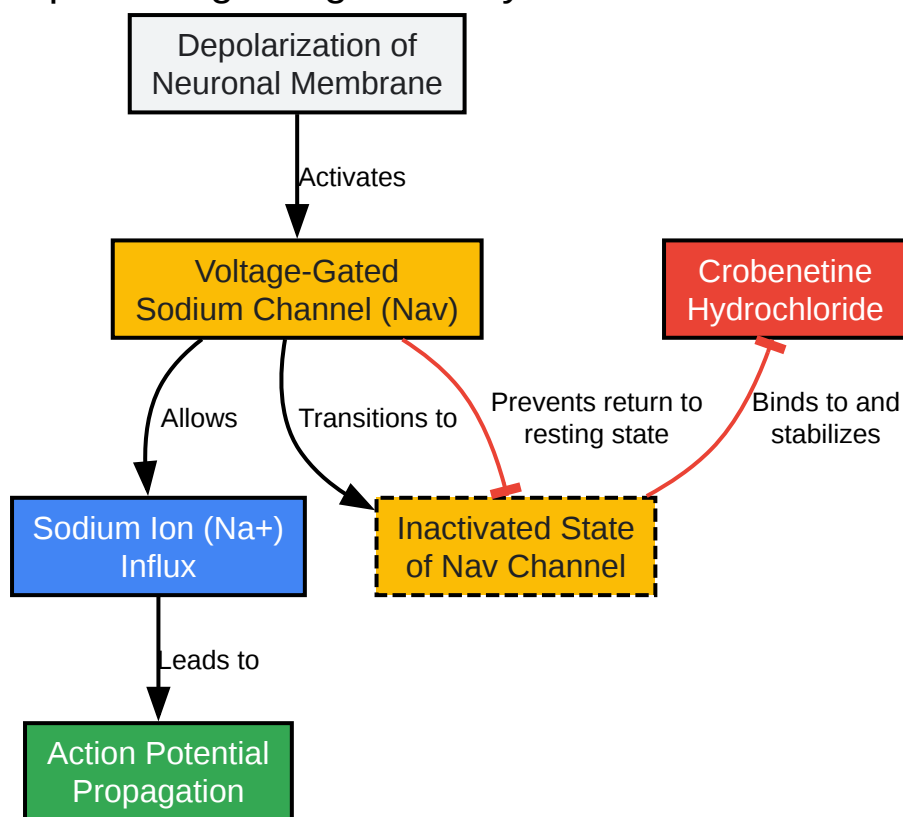 Depolarization of
Neuronal Membrane
Activates
Voltage-Gated
Sodium Channel (Nav)
Crobenetine
Hydrochloride
Allows
Transitions to
Prevents return to
resting state
Binds to and
stabilizes
Sodium Ion (Na+)
Influx
Inactivated State
of Nav Channel
Leads to
Action Potential
Propagation